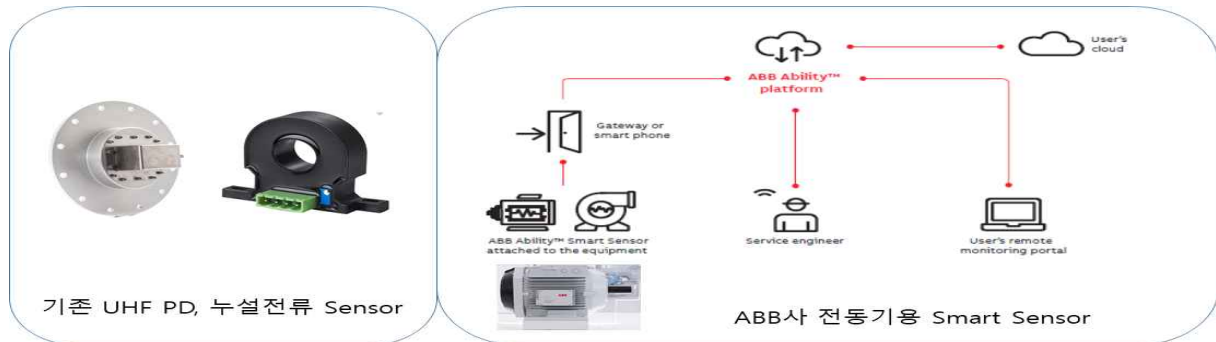 기존 UHF PD, 누설전류 Sensor
User's
cloud
ABB Ability™
platform
Gateway or
smart phone
ABB Ability™ Smart Sensor
attached to the equipment
Service engineer
User's remote
monitoring portal
ABB사 전동기용 Smart Sensor